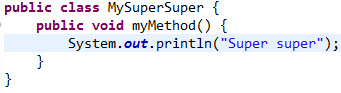 public class MySuperSuper {
    public void myMethod() {
        System.out.println("Super super");
    }
}